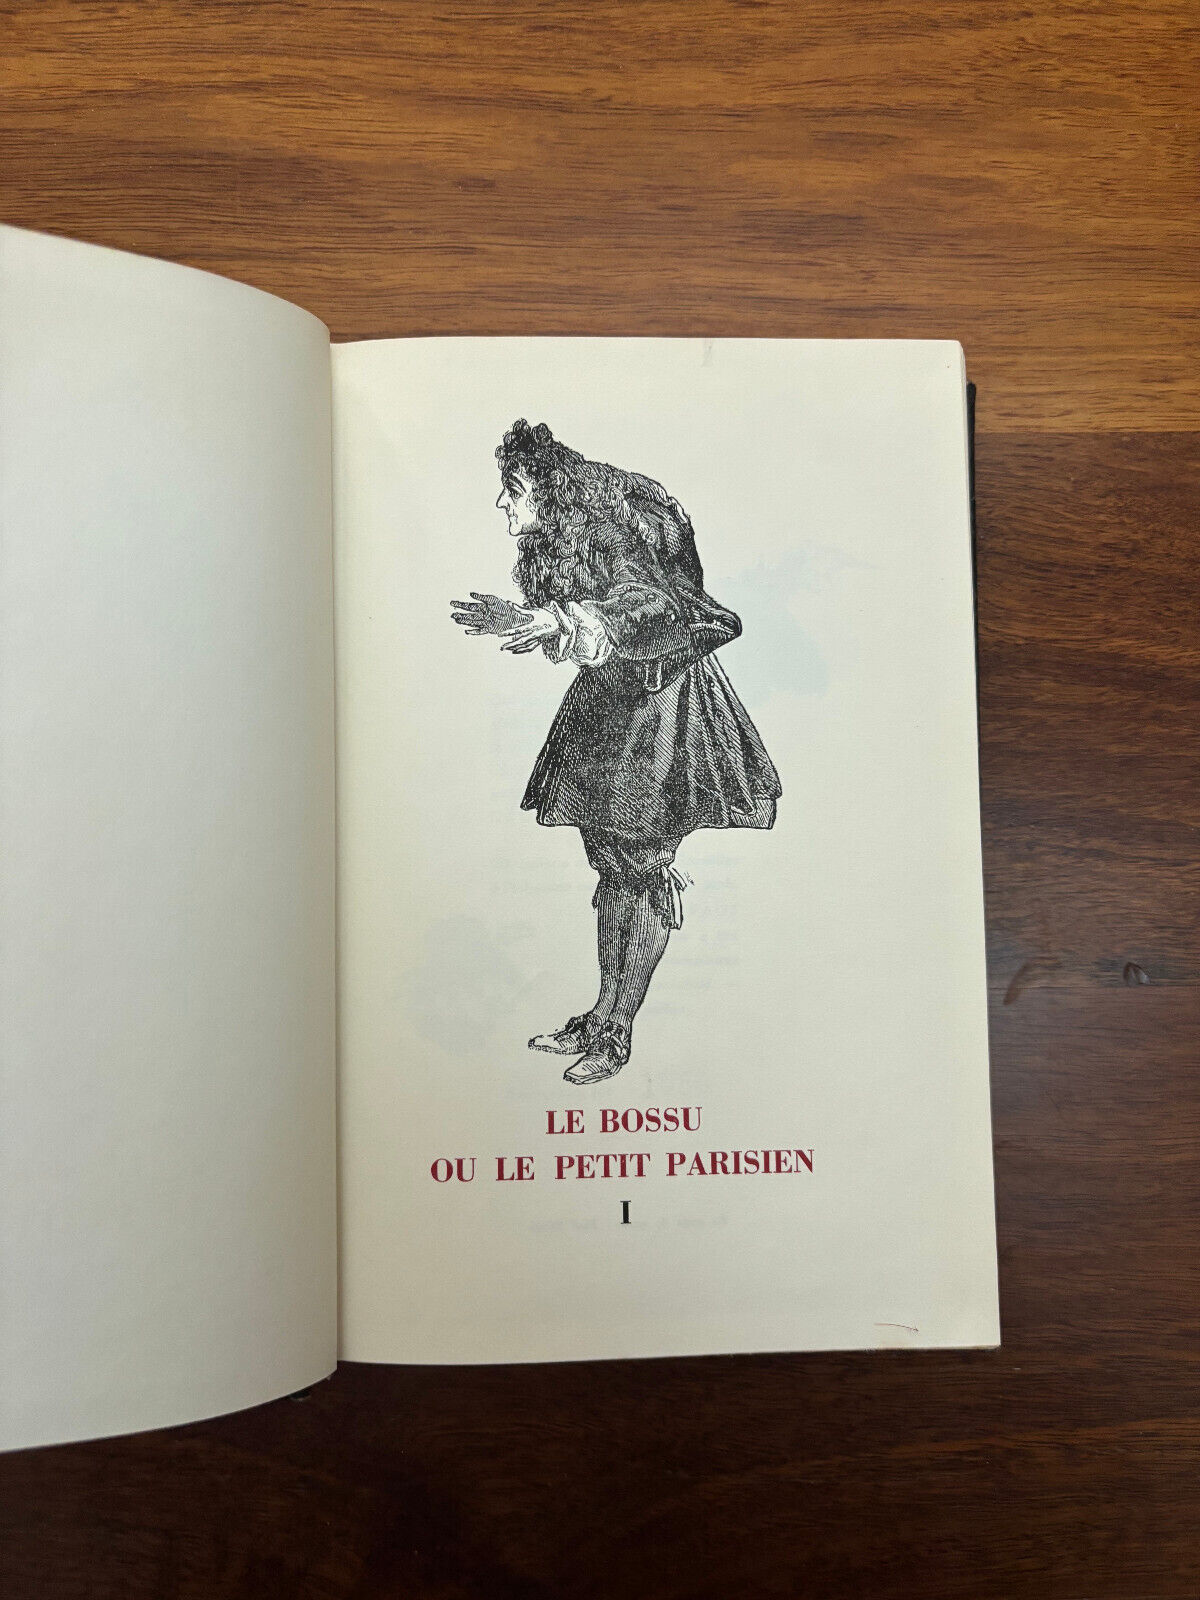 LE BOSSU
OU LE PETIT PARISIEN
I